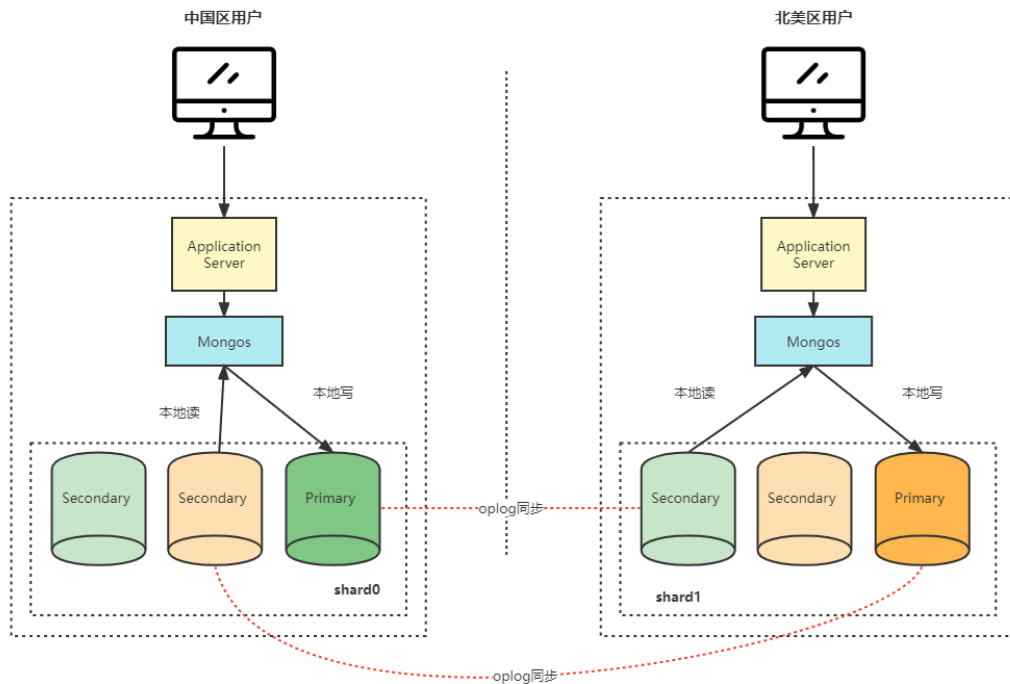 中国区用户
北美区用户
Application
Server
Application
Server
Mongos
Mongos
本地读
本地写
本地读
本地写
Secondary
Secondary
Primary
Secondary
Secondary
Primary
oplog同步
shard0
shard1
oplog同步